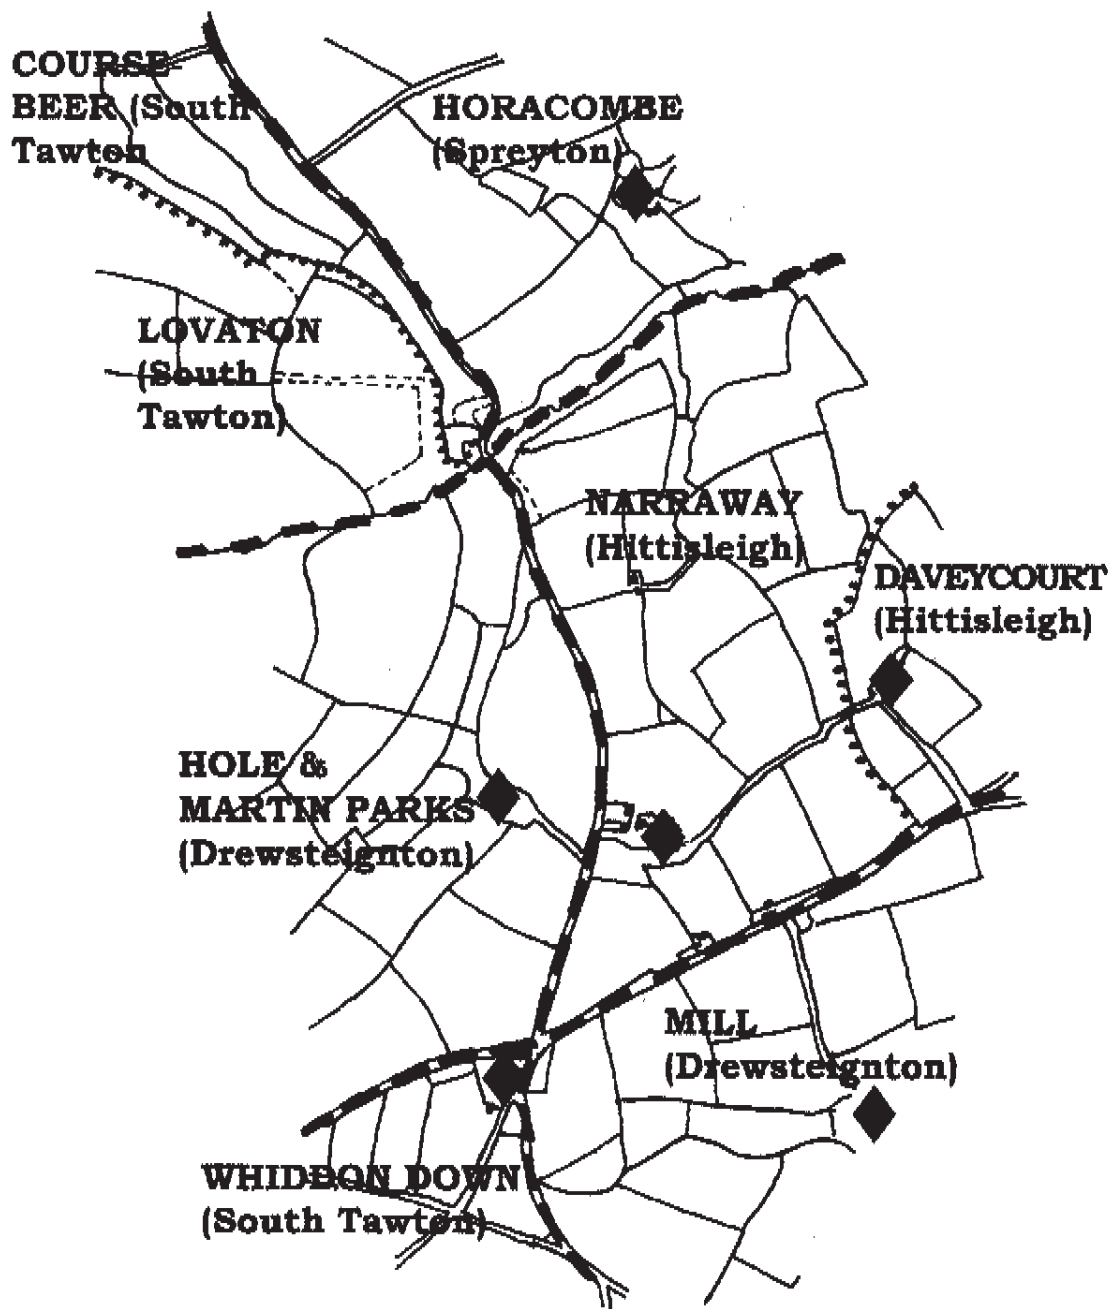 COURSE
BEER (South
Tawton
HORACOMBE
(Spreyton)
LOVATON
(South
Tawton)
NARRAWAY
(Hittisleigh)
DAVEYCOURT
(Hittisleigh)
HOLE &
MARTIN PARKS
(Drewsteignton)
MILL
(Drewsteignton)
WHIDDON DOWN
(South Tawton)